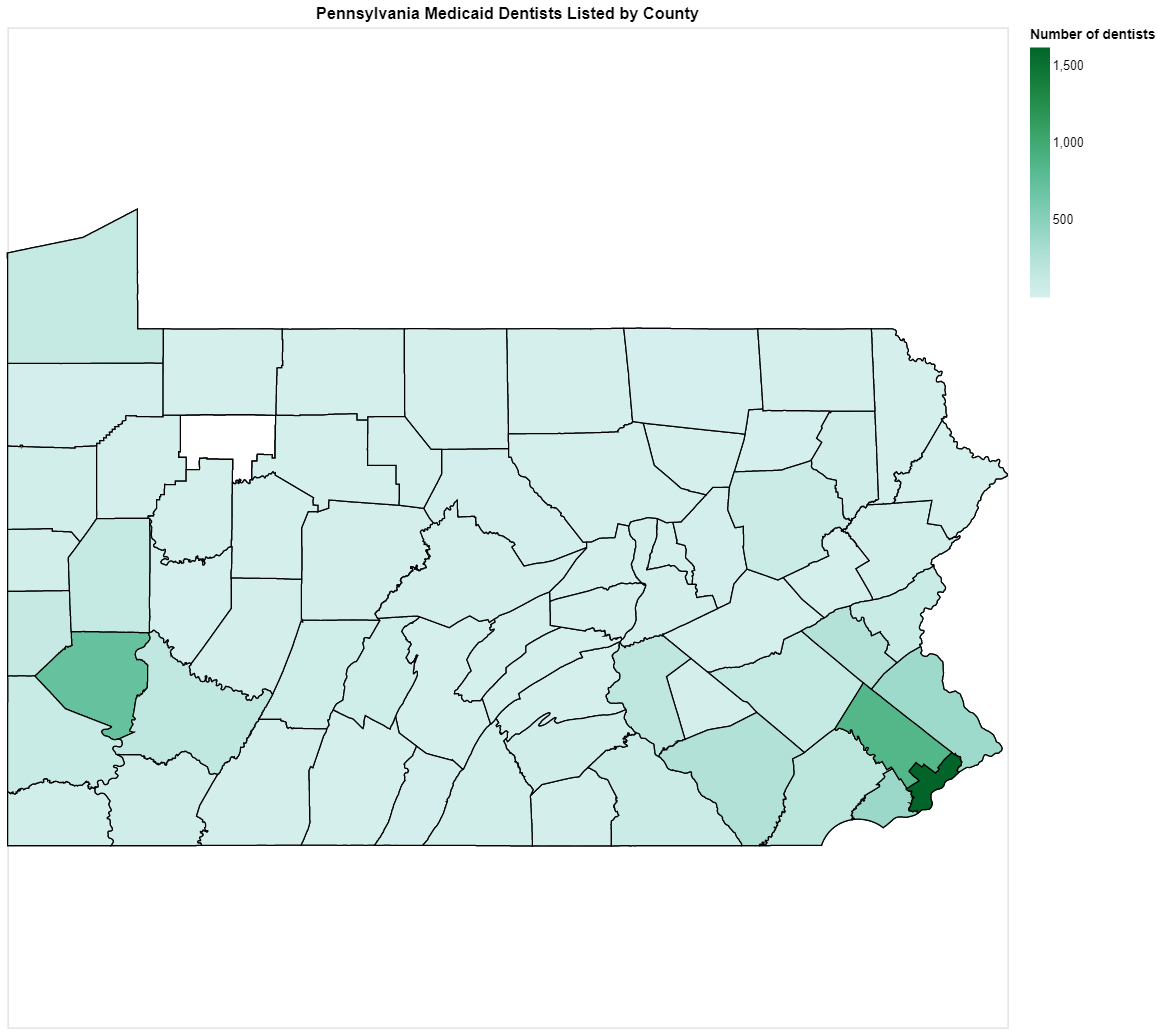 Pennsylvania Medicaid Dentists Listed by County
Number of dentists
1,500
1,000
500